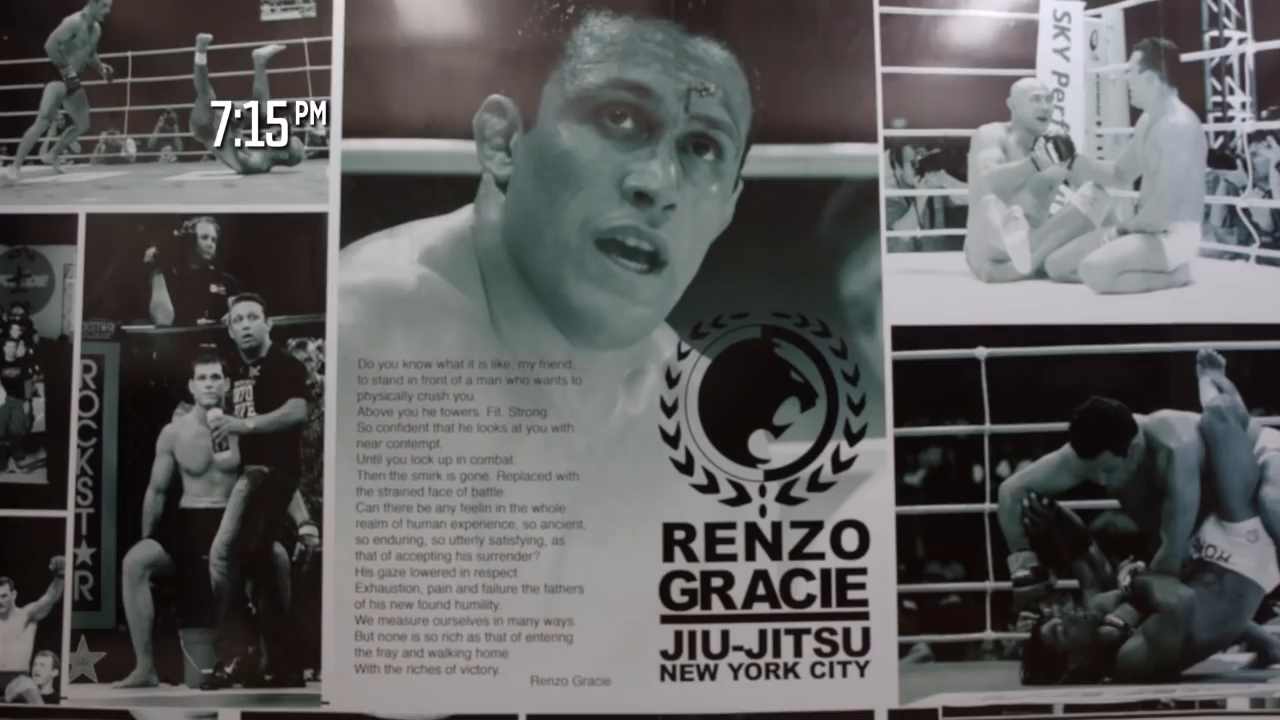 7:15 PM
SKY Perf
ROCKSTAR
Do you know what it is like, my friend,
to stand in front of a man who wants to
physically crush you.
Above you he towers. Fit. Strong.
So confident that he looks at you with
near contempt.
Until you lock up in combat.
Then the smirk is gone. Replaced with
the strained face of battle.
Can there be any feelin in the whole
realm of human experience, so ancient,
so enduring, so utterly satisfying, as
that of accepting his surrender?
His gaze lowered in respect.
Exhaustion, pain and failure the fathers
of his new found humility.
We measure ourselves in many ways.
But none is so rich as that of entering
the fray and walking home
With the riches of victory.
Renzo Gracie
RENZO
GRACIE
JIU-JITSU
NEW YORK CITY